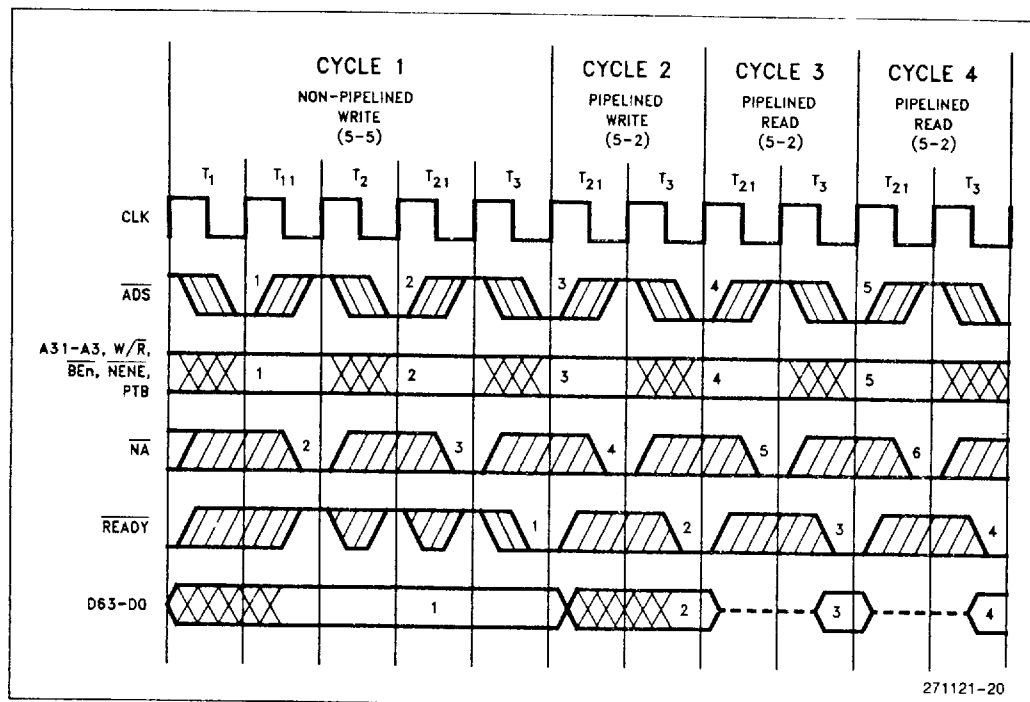 CYCLE 1
NON-PIPELINED
WRITE
(5-5)
CYCLE 2
PIPELINED
WRITE
(5-2)
CYCLE 3
PIPELINED
READ
(5-2)
CYCLE 4
PIPELINED
READ
(5-2)
T1 T11 T2 T21 T3 T21 T3 T21 T3 T21 T3
CLK
ADS 1 2 3 4 5
A31-A3, W/R,
BEn, NENE,
PTB
1 2 3 4 5
NA 2 3 4 5 6
READY 1 2 3 4
D63-D0 1 2 3 4
271121-20